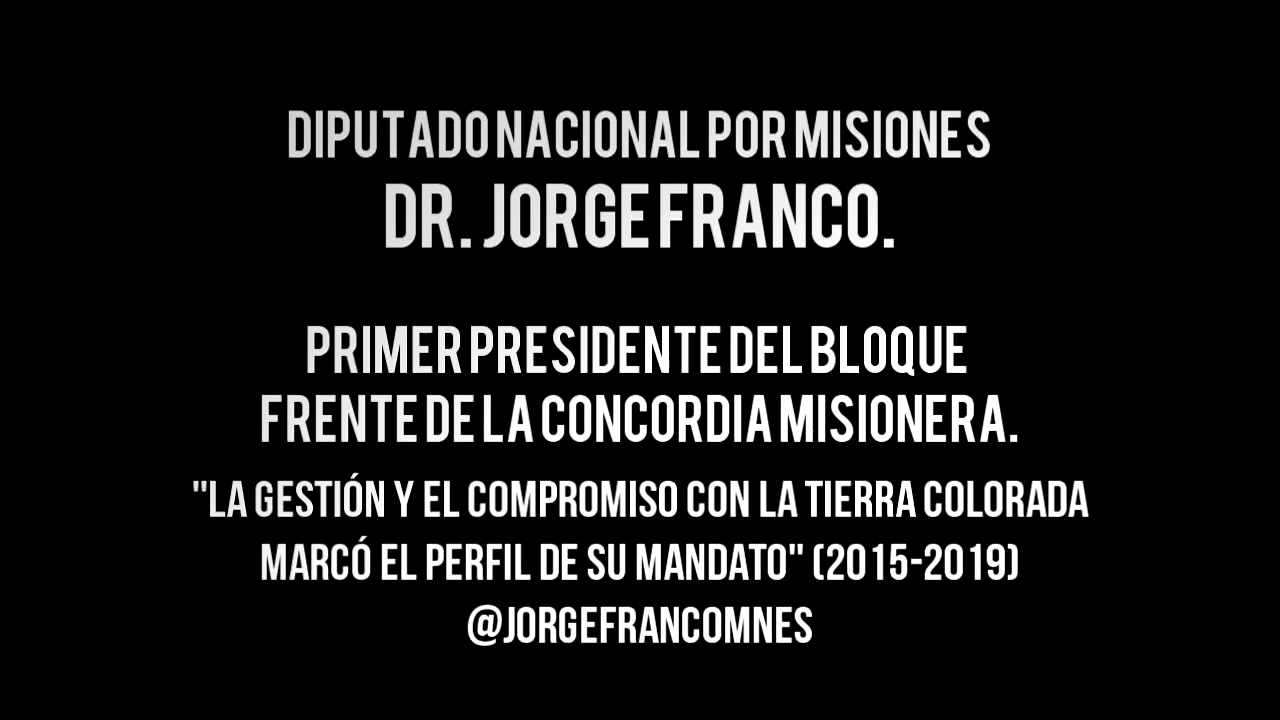 DIPUTADO NACIONAL POR MISIONES
DR. JORGE FRANCO.
PRIMER PRESIDENTE DEL BLOQUE
FRENTE DE LA CONCORDIA MISIONERA.
"LA GESTIÓN Y EL COMPROMISO CON LA TIERRA COLORADA
MARCÓ EL PERFIL DE SU MANDATO" (2015-2019)
@JORGEFRANCOMNES